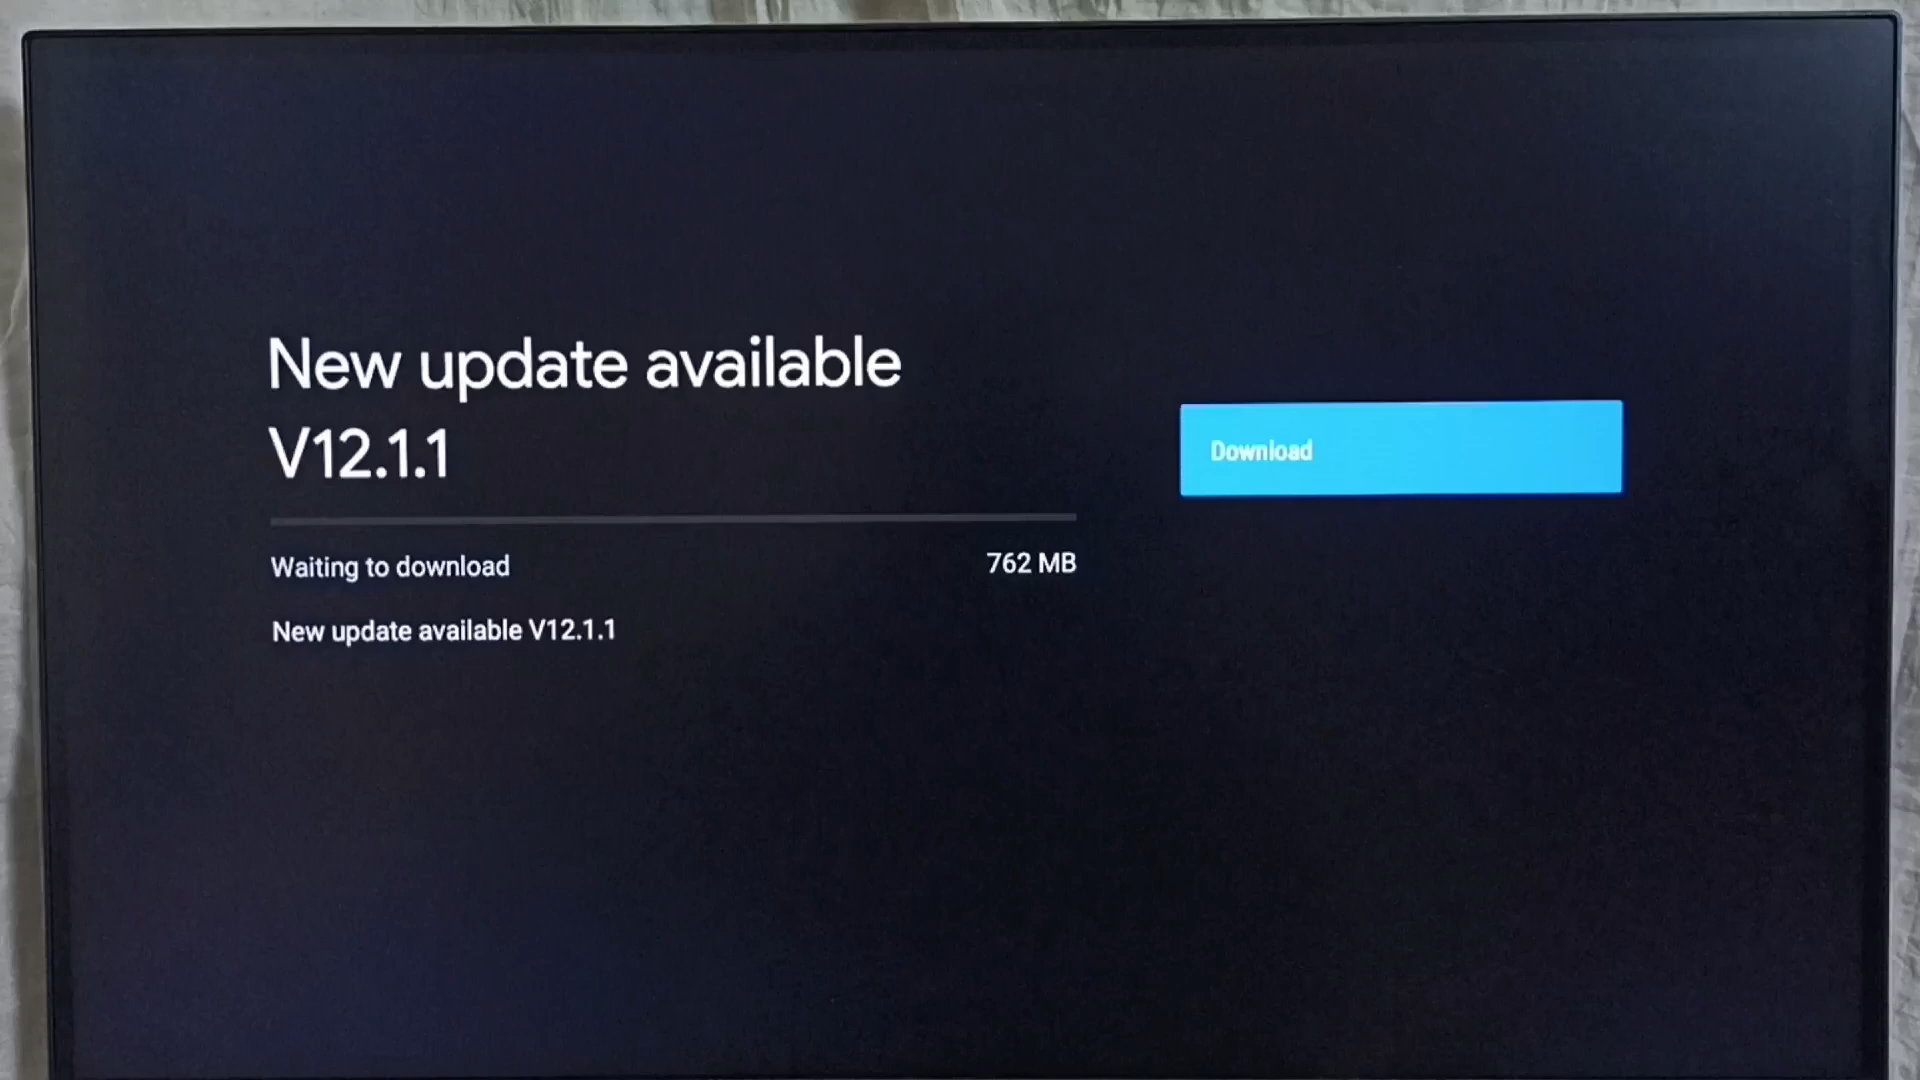 New update available
V12.1.1
Download
Waiting to download 762 MB
New update available V12.1.1